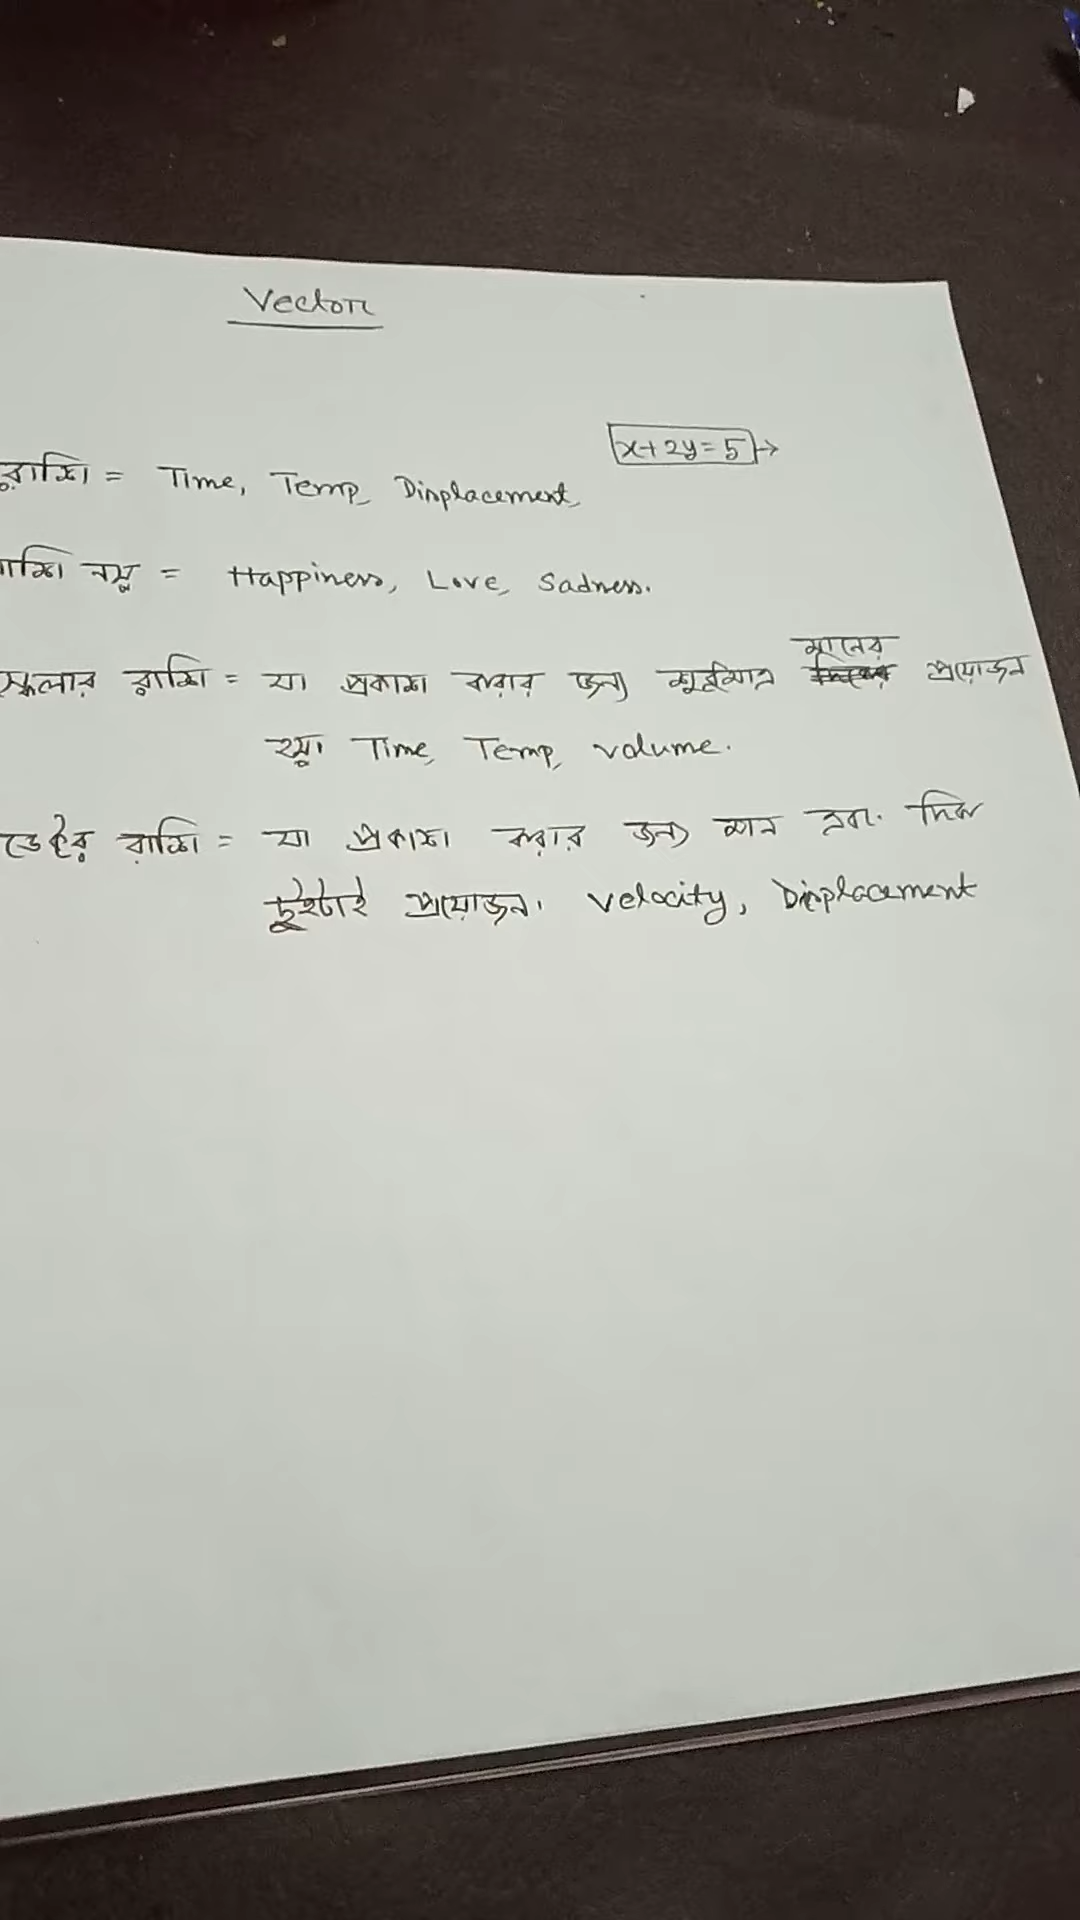 Vector
x+2y=5 →
রাশি = Time, Temp, Displacement,
রাশি নয় = Happiness, Love, Sadness.
স্কেলার রাশি = যা প্রকাশ করার জন্য শুধুমাত্র মানের প্রয়োজন
হয়। Time, Temp, volume.
ভেক্টর রাশি = যা প্রকাশ করার জন্য মান এবং দিক
দুইটাই প্রয়োজন। velocity, Displacement